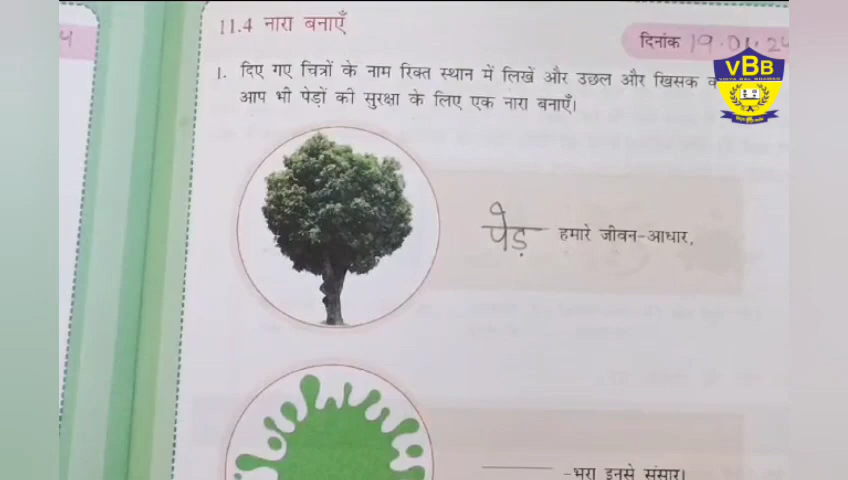 4
11.4 नारा बनाएँ
दिनांक 19.01.24
VBB
1. दिए गए चित्रों के नाम रिक्त स्थान में लिखें और उछल और खिसक
आप भी पेड़ों की सुरक्षा के लिए एक नारा बनाएँ।
पेड़ हमारे जीवन-आधार,
-भरा इनसे संसार।